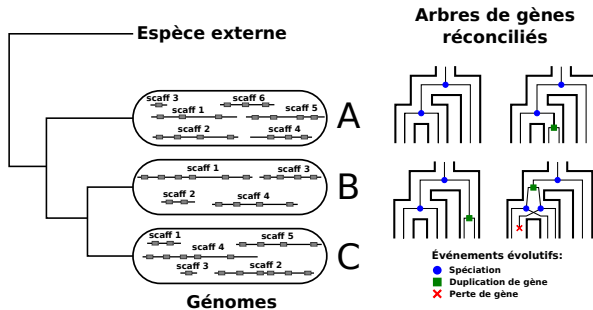 Espèce externe
Arbres de gènes
réconciliés
scaff 3
scaff 6
scaff 1
scaff 5
scaff 2
scaff 4
A
scaff 1
scaff 3
scaff 2
scaff 4
B
scaff 1
scaff 5
scaff 4
scaff 3
scaff 2
C
Génomes
Événements évolutifs:
Spéciation
Duplication de gène
Perte de gène